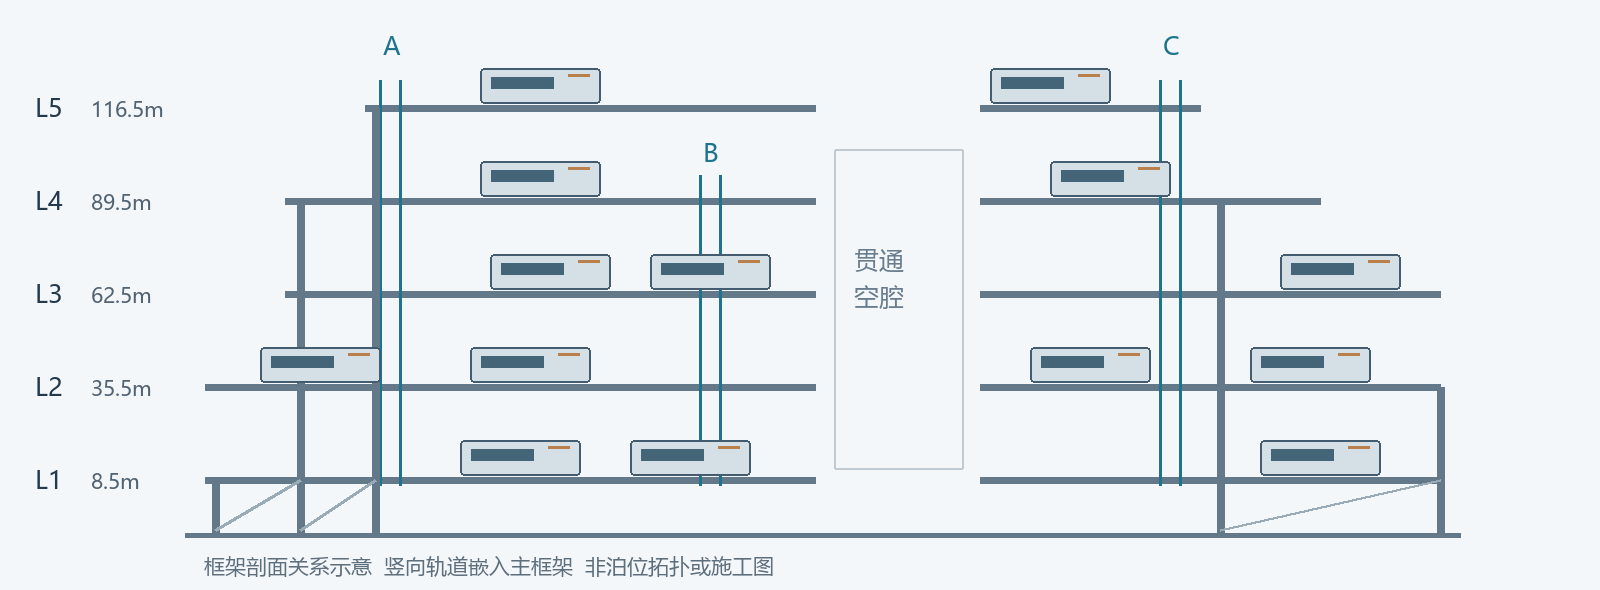 A
C
L5 116.5m
B
L4 89.5m
贯通
空腔
L3 62.5m
L2 35.5m
L1 8.5m
框架剖面关系示意 竖向轨道嵌入主框架 非泊位拓扑或施工图